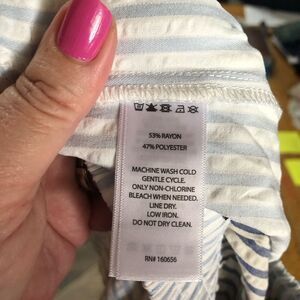 53% RAYON
47% POLYESTER
MACHINE WASH COLD
GENTLE CYCLE.
ONLY NON-CHLORINE
BLEACH WHEN NEEDED.
LINE DRY.
LOW IRON.
DO NOT DRY CLEAN.
RN# 160656